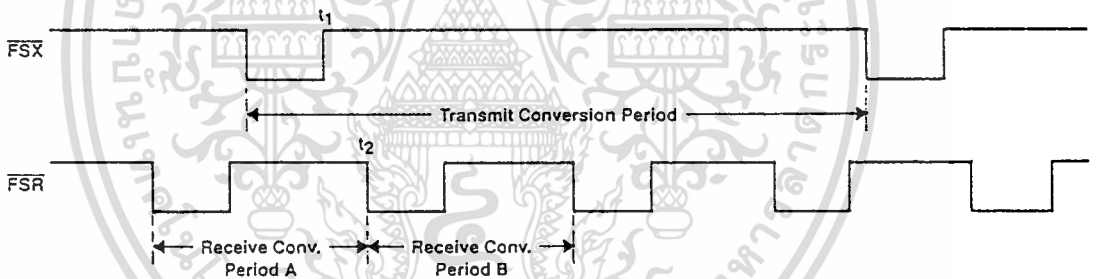 t1
FSX
Transmit Conversion Period
t2
FSR
Receive Conv.
Period A
Receive Conv.
Period B